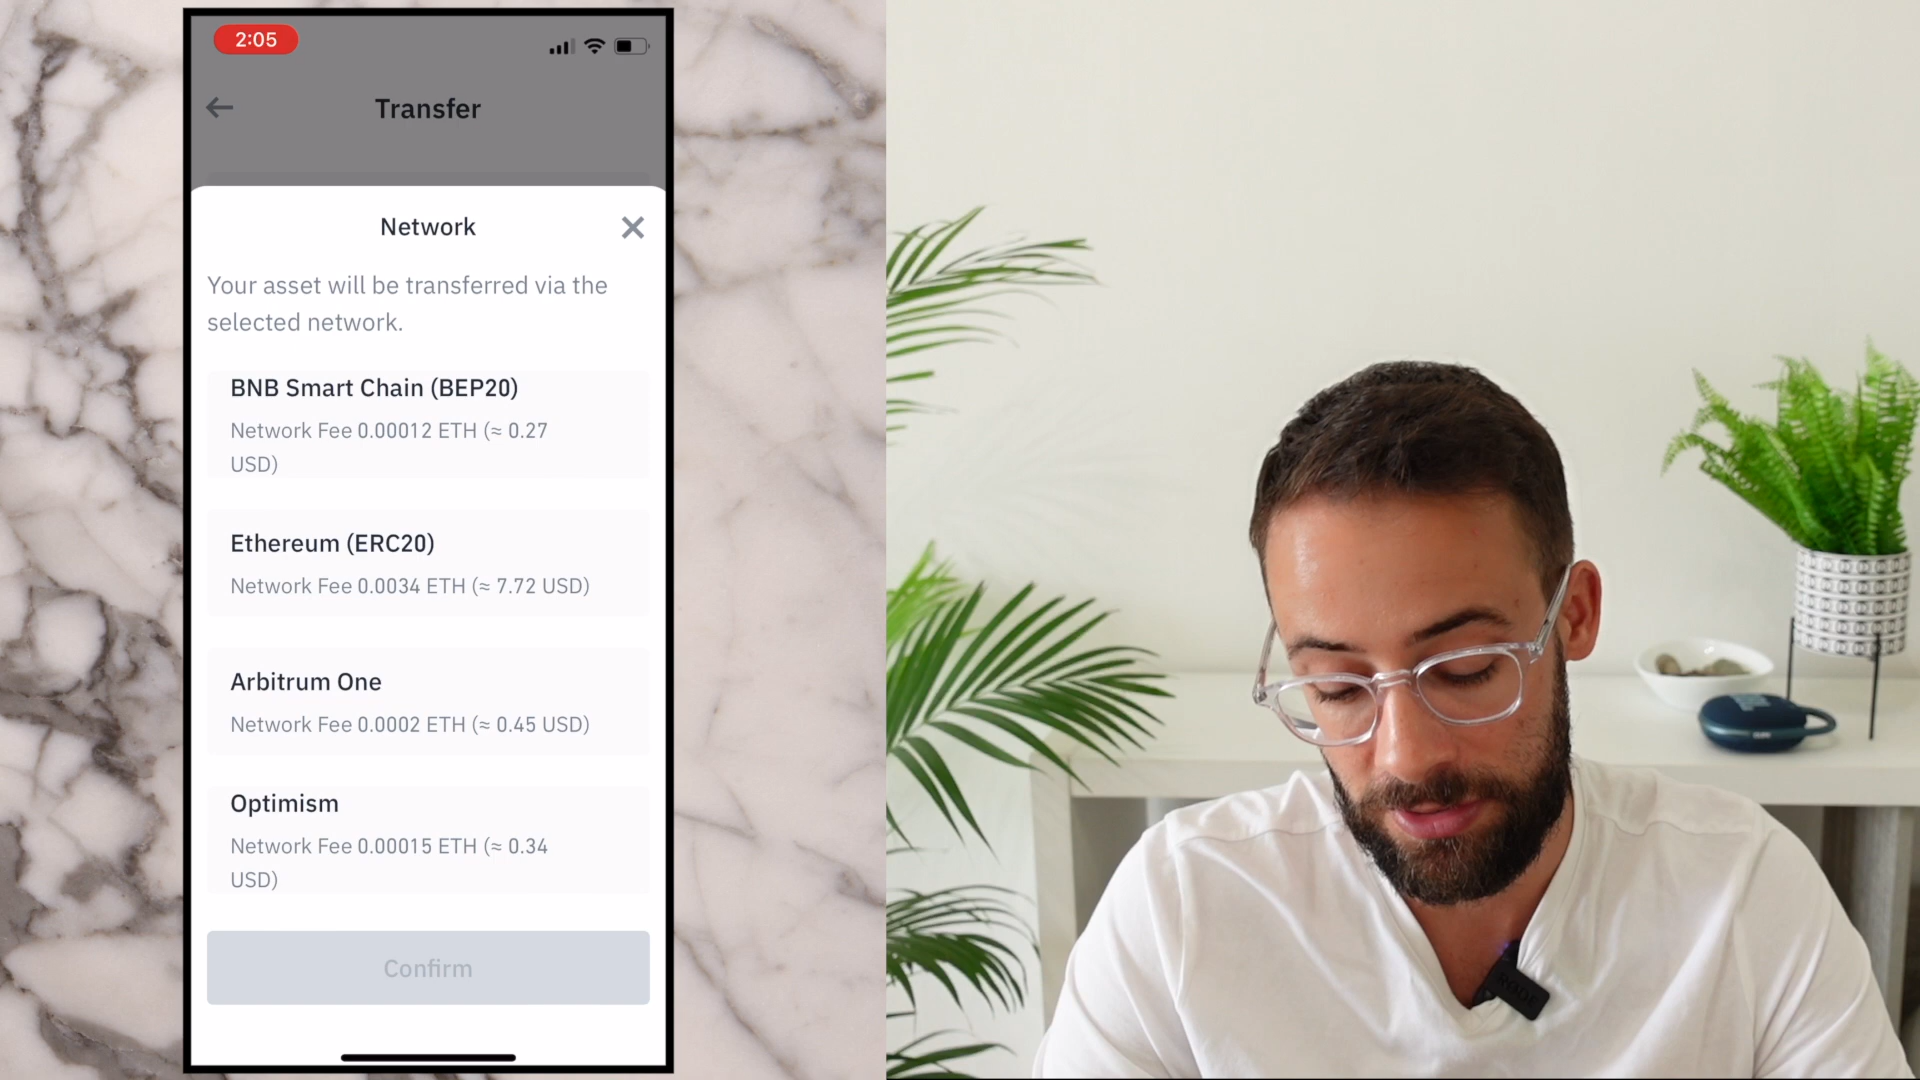 2:05
Transfer
Network
Your asset will be transferred via the
selected network.
BNB Smart Chain (BEP20)
Network Fee 0.00012 ETH (≈ 0.27
USD)
Ethereum (ERC20)
Network Fee 0.0034 ETH (≈ 7.72 USD)
Arbitrum One
Network Fee 0.0002 ETH (≈ 0.45 USD)
Optimism
Network Fee 0.00015 ETH (≈ 0.34
USD)
Confirm